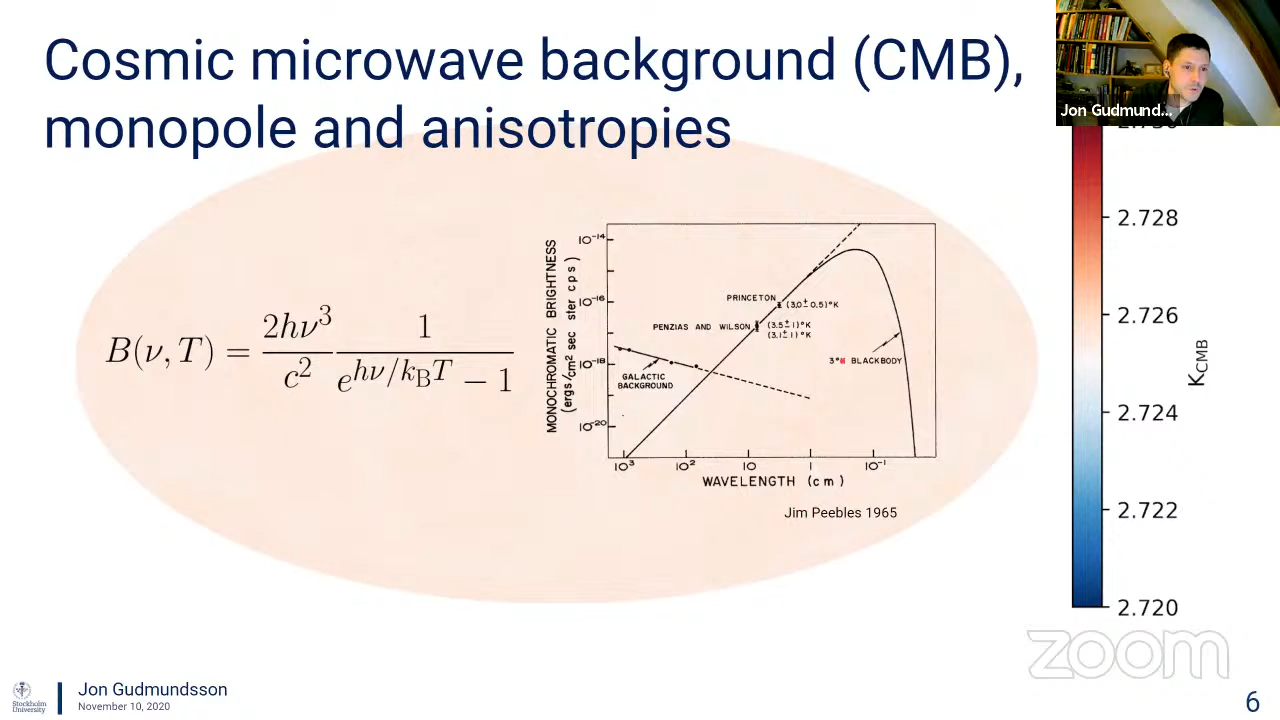 Cosmic microwave background (CMB),
monopole and anisotropies
Jon Gudmund...
B(ν, T) = 2hν³/c² 1/(e^(hν/k_B T) − 1)
MONOCHROMATIC BRIGHTNESS
(ergs/cm² sec ster cps)
10⁻¹⁴
10⁻¹⁶
10⁻¹⁸
10⁻²⁰
PRINCETON
(3.0±0.5)°K
PENZIAS AND WILSON
(3.5±1)°K
(3.1±1)°K
GALACTIC
BACKGROUND
3°K BLACKBODY
10³
10²
10
1
10⁻¹
WAVELENGTH (cm)
Jim Peebles 1965
2.728
2.726
2.724
2.722
2.720
K_CMB
zoom
Stockholm
University
Jon Gudmundsson
November 10, 2020
6